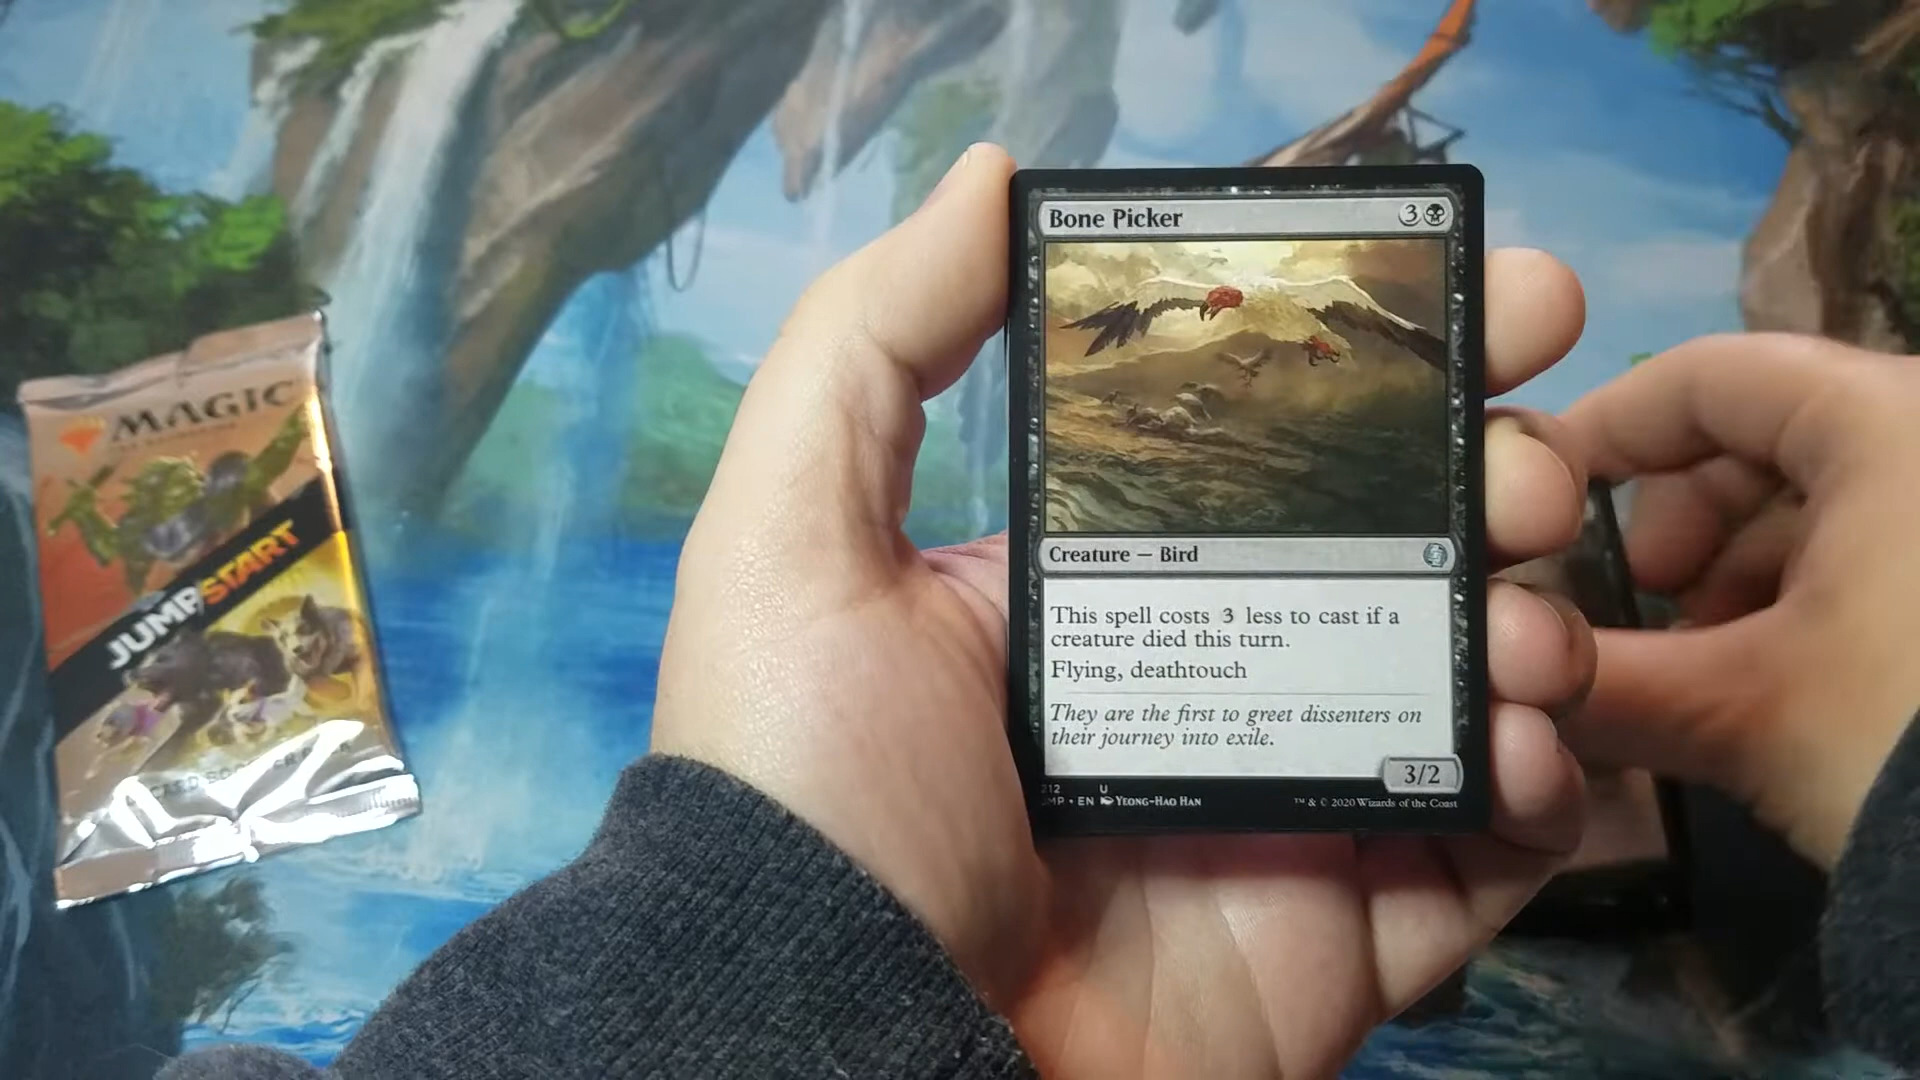 MAGIC
JUMPSTART
Bone Picker
3
Creature — Bird
This spell costs 3 less to cast if a
creature died this turn.
Flying, deathtouch
They are the first to greet dissenters on
their journey into exile.
3/2
212 U
JMP • EN Yeong-Hao Han
™ & © 2020 Wizards of the Coast